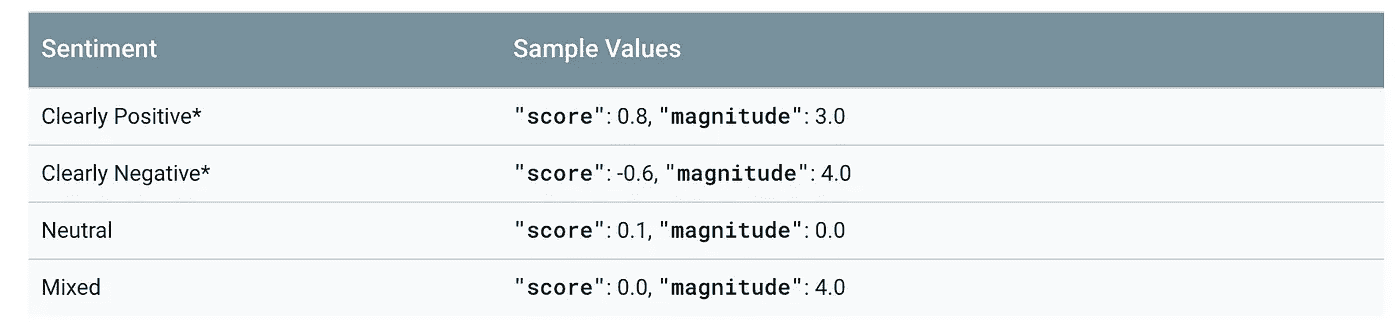 Sentiment Sample Values
Clearly Positive* "score": 0.8, "magnitude": 3.0
Clearly Negative* "score": -0.6, "magnitude": 4.0
Neutral "score": 0.1, "magnitude": 0.0
Mixed "score": 0.0, "magnitude": 4.0